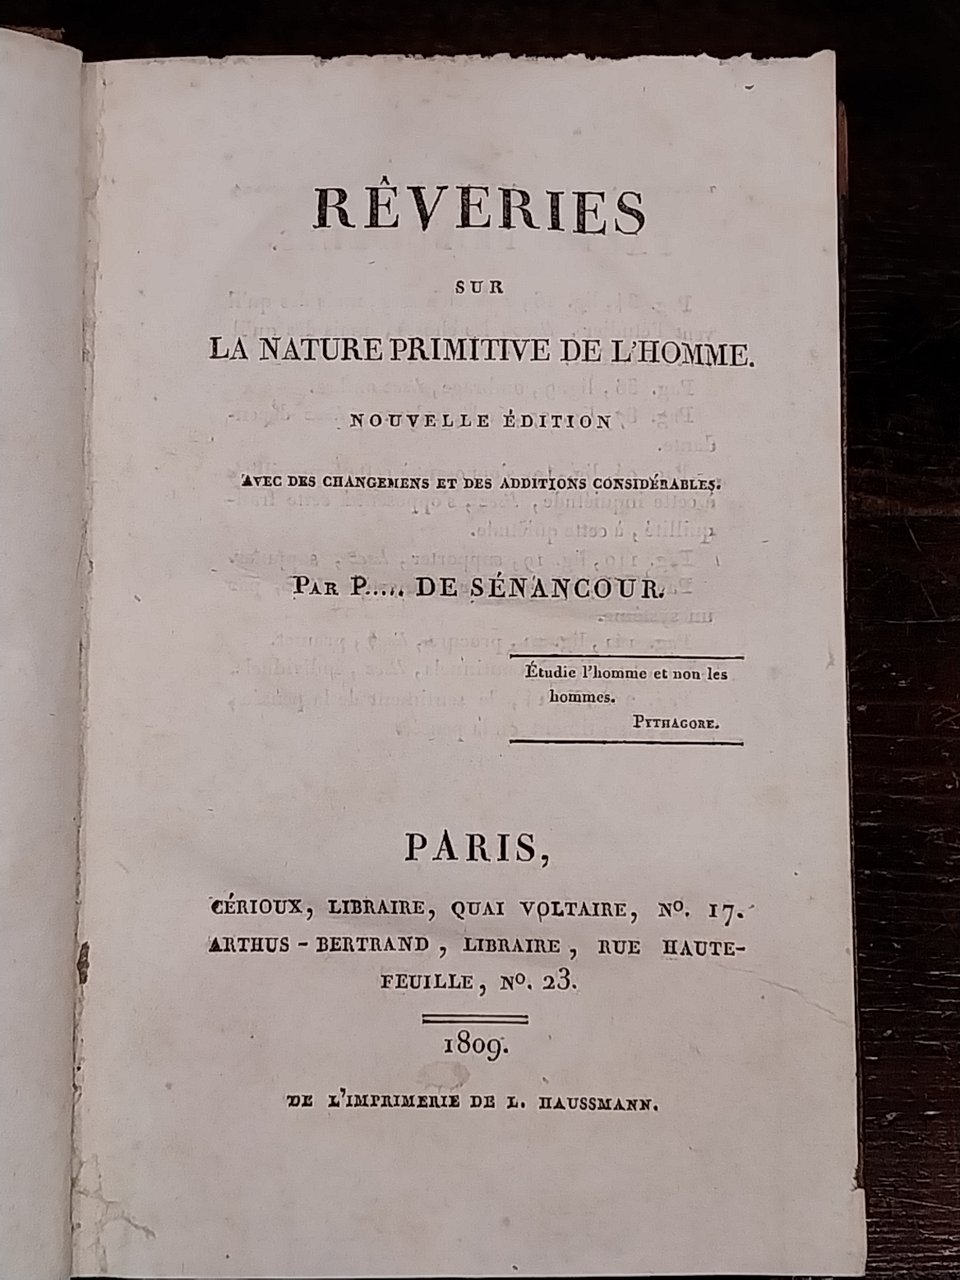 RÊVERIES
SUR
LA NATURE PRIMITIVE DE L'HOMME.
NOUVELLE ÉDITION
AVEC DES CHANGEMENS ET DES ADDITIONS CONSIDÉRABLES.
PAR P..... DE SÉNANCOUR.
Étudie l'homme et non les
hommes.
PYTHAGORE.
PARIS,
CÉRIOUX, LIBRAIRE, QUAI VOLTAIRE, Nº. 17.
ARTHUS-BERTRAND, LIBRAIRE, RUE HAUTE-
FEUILLE, Nº. 23.
1809.
DE L'IMPRIMERIE DE L. HAUSSMANN.